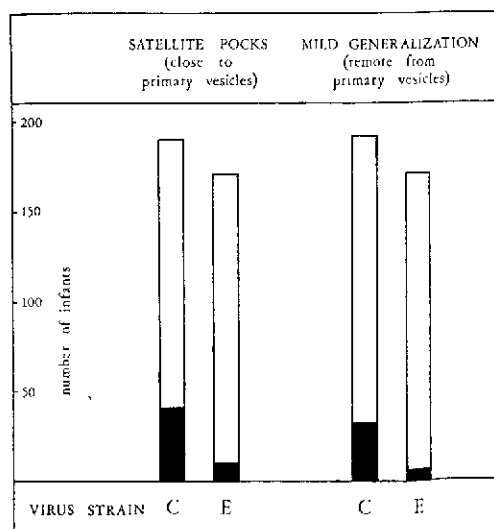 SATELLITE POCKS
(close to
primary vesicles)
MILD GENERALIZATION
(remote from
primary vesicles)
200
150
100
50
number of infants
VIRUS STRAIN C E C E